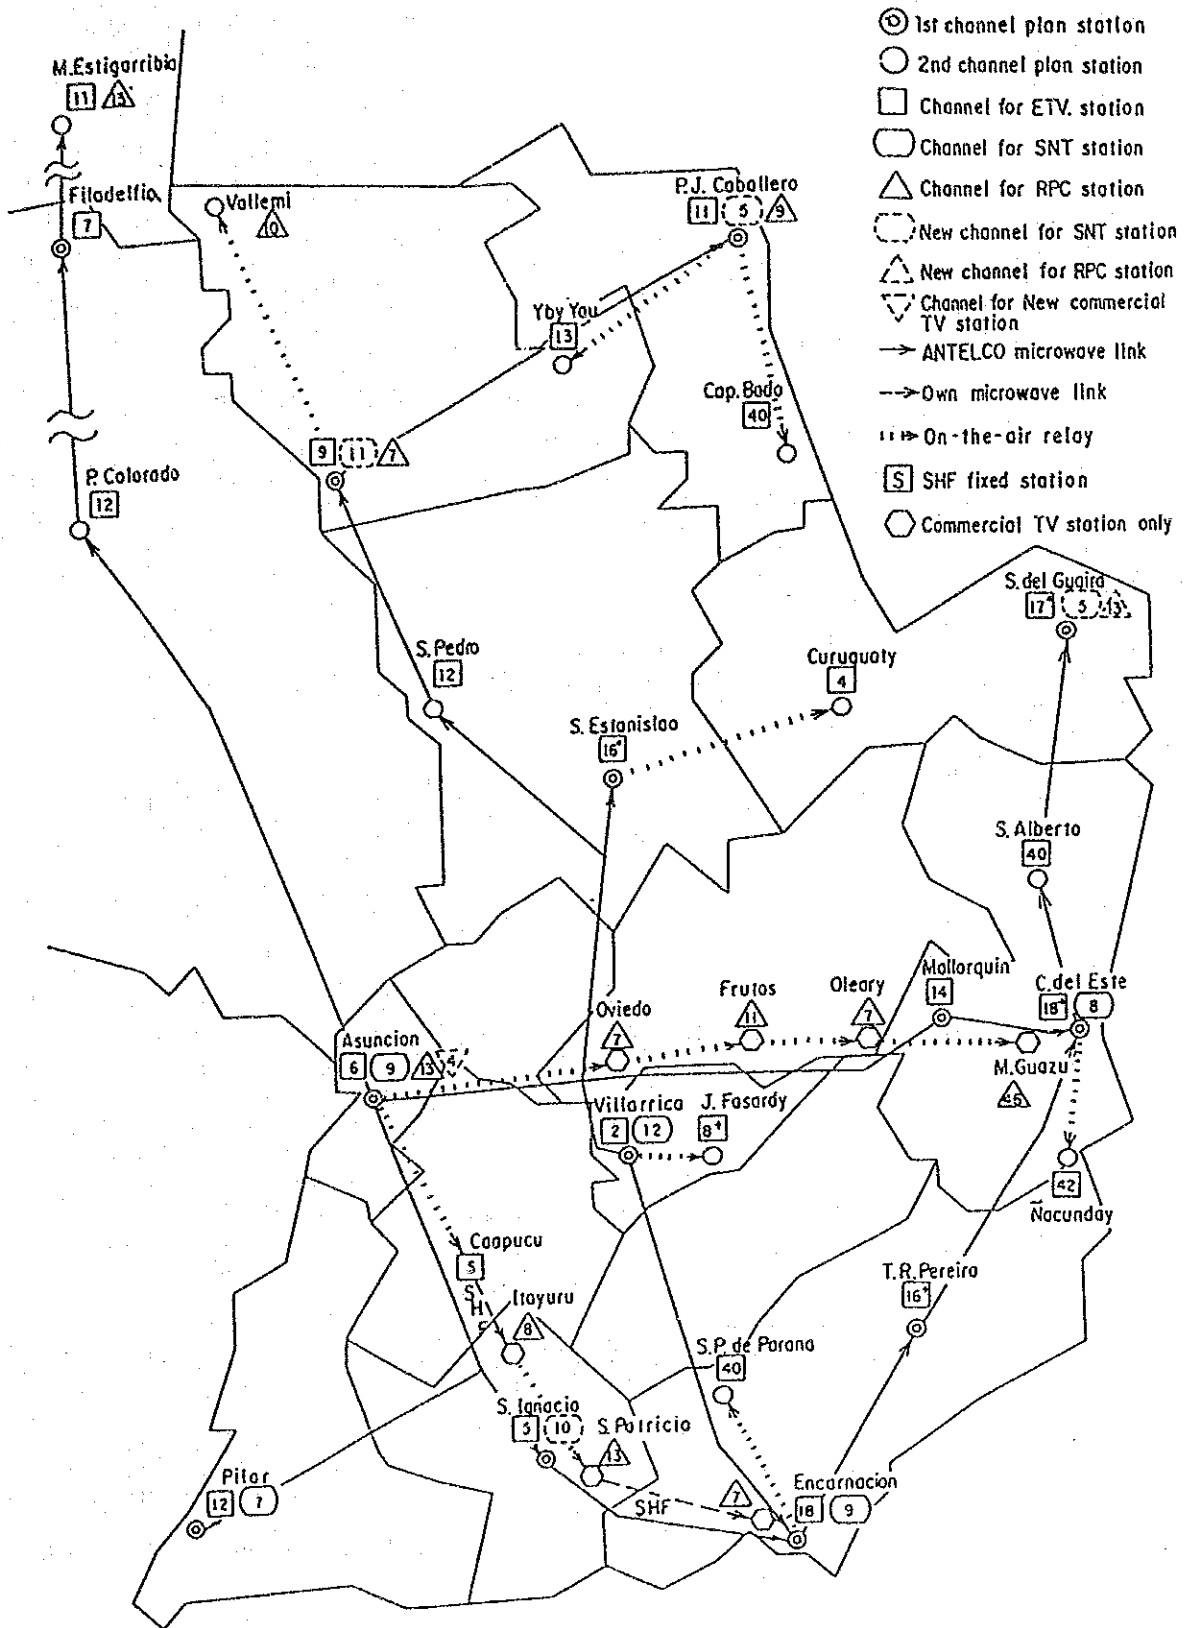 1st channel plan station
2nd channel plan station
Channel for ETV. station
Channel for SNT station
Channel for RPC station
New channel for SNT station
New channel for RPC station
Channel for New commercial
TV station
ANTELCO microwave link
Own microwave link
On-the-air relay
S SHF fixed station
Commercial TV station only
M.Estigarribia
11 13
Filadelfia
7
Vallemi
10
P.J. Caballero
11 5 9
Yby Yau
13
Cap. Bado
40
9 11 7
P. Colorado
12
S. del Guaira
17+ 5 13
S. Pedro
12
Curuguaty
4
S. Estanislao
16+
S. Alberto
40
Mallorquin
14
C. del Este
18+ 8
Oviedo
7
Frutos
11
Oleary
7
Asuncion
6 9 13 4
M. Guazu
Villarrica
2 12
J. Fasardy
8+
42
Ñacunday
Caapucu
S
SHF
Itayuru
8
T.R. Pereira
16+
S.P. de Parana
40
S. Ignacio
5 10
S. Patricio
13
Pilar
12 7
SHF
7
Encarnacion
18 9